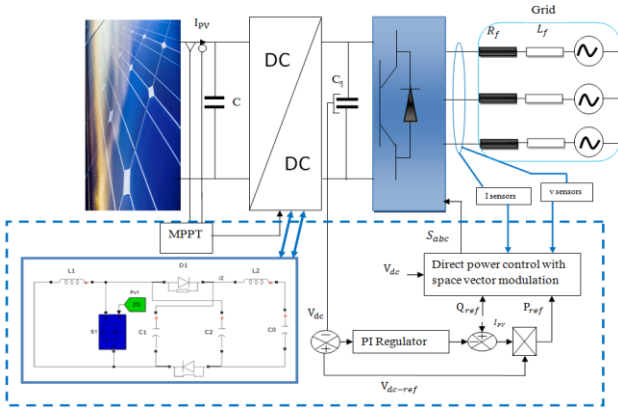 I_PV
Grid
R_f
L_f
DC
C
C_1
DC
I sensors
v sensors
MPPT
S_abc
L1
D1
i2
L2
Pv1
S1
C1
C2
C0
V_dc
V_dc
Direct power control with
space vector modulation
Q_ref
P_ref
I_PV
PI Regulator
V_dc-ref